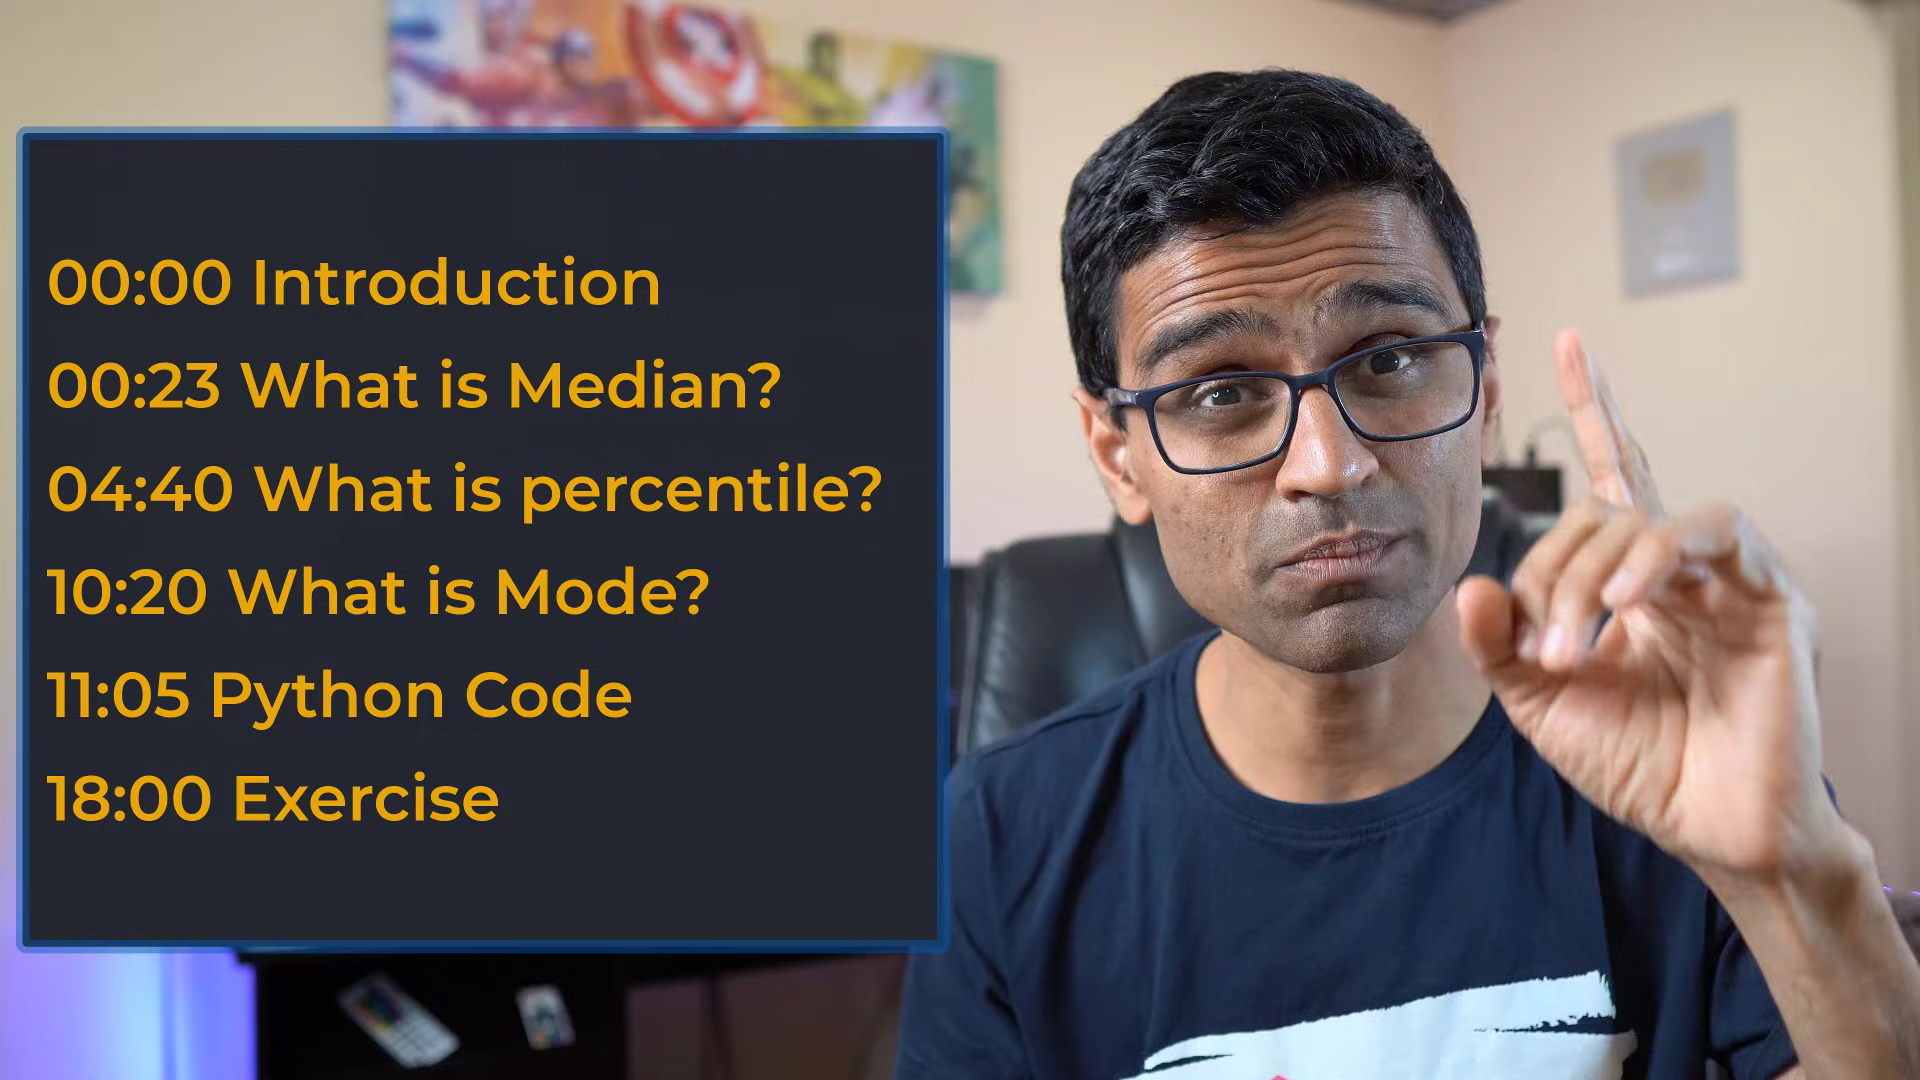 00:00 Introduction
00:23 What is Median?
04:40 What is percentile?
10:20 What is Mode?
11:05 Python Code
18:00 Exercise